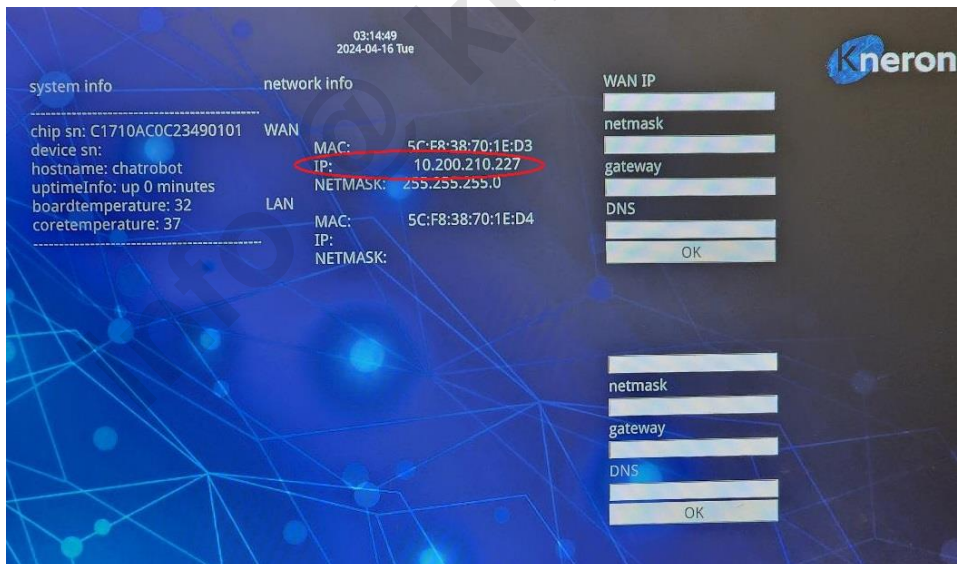 03:14:49
2024-04-16 Tue
Kneron
system info
--------------------------------------------
chip sn: C1710AC0C23490101
device sn:
hostname: chatrobot
uptimeInfo: up 0 minutes
boardtemperature: 32
coretemperature: 37
--------------------------------------------
network info
WAN
MAC: 5C:F8:38:70:1E:D3
IP: 10.200.210.227
NETMASK: 255.255.255.0
LAN
MAC: 5C:F8:38:70:1E:D4
IP:
NETMASK:
WAN IP
netmask
gateway
DNS
OK
netmask
gateway
DNS
OK